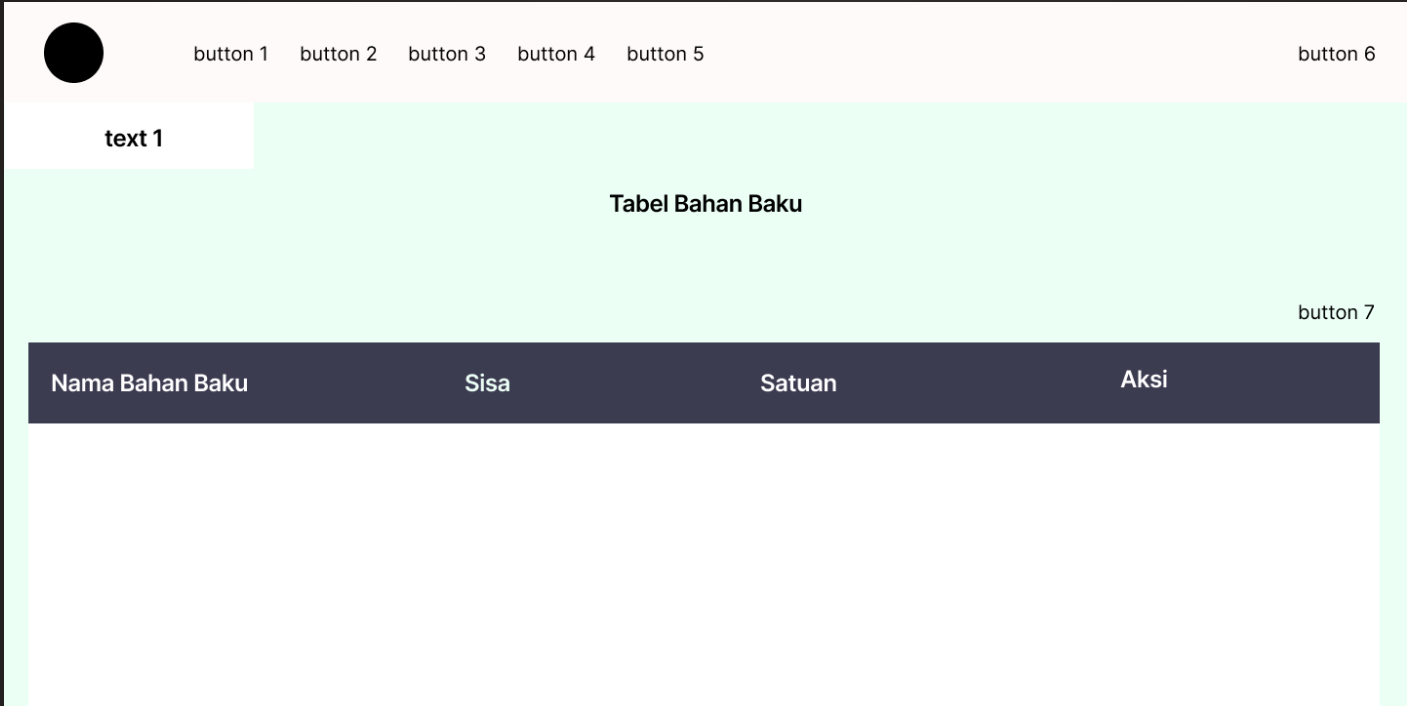 button 1 button 2 button 3 button 4 button 5 button 6
text 1
Tabel Bahan Baku
button 7
Nama Bahan Baku Sisa Satuan Aksi